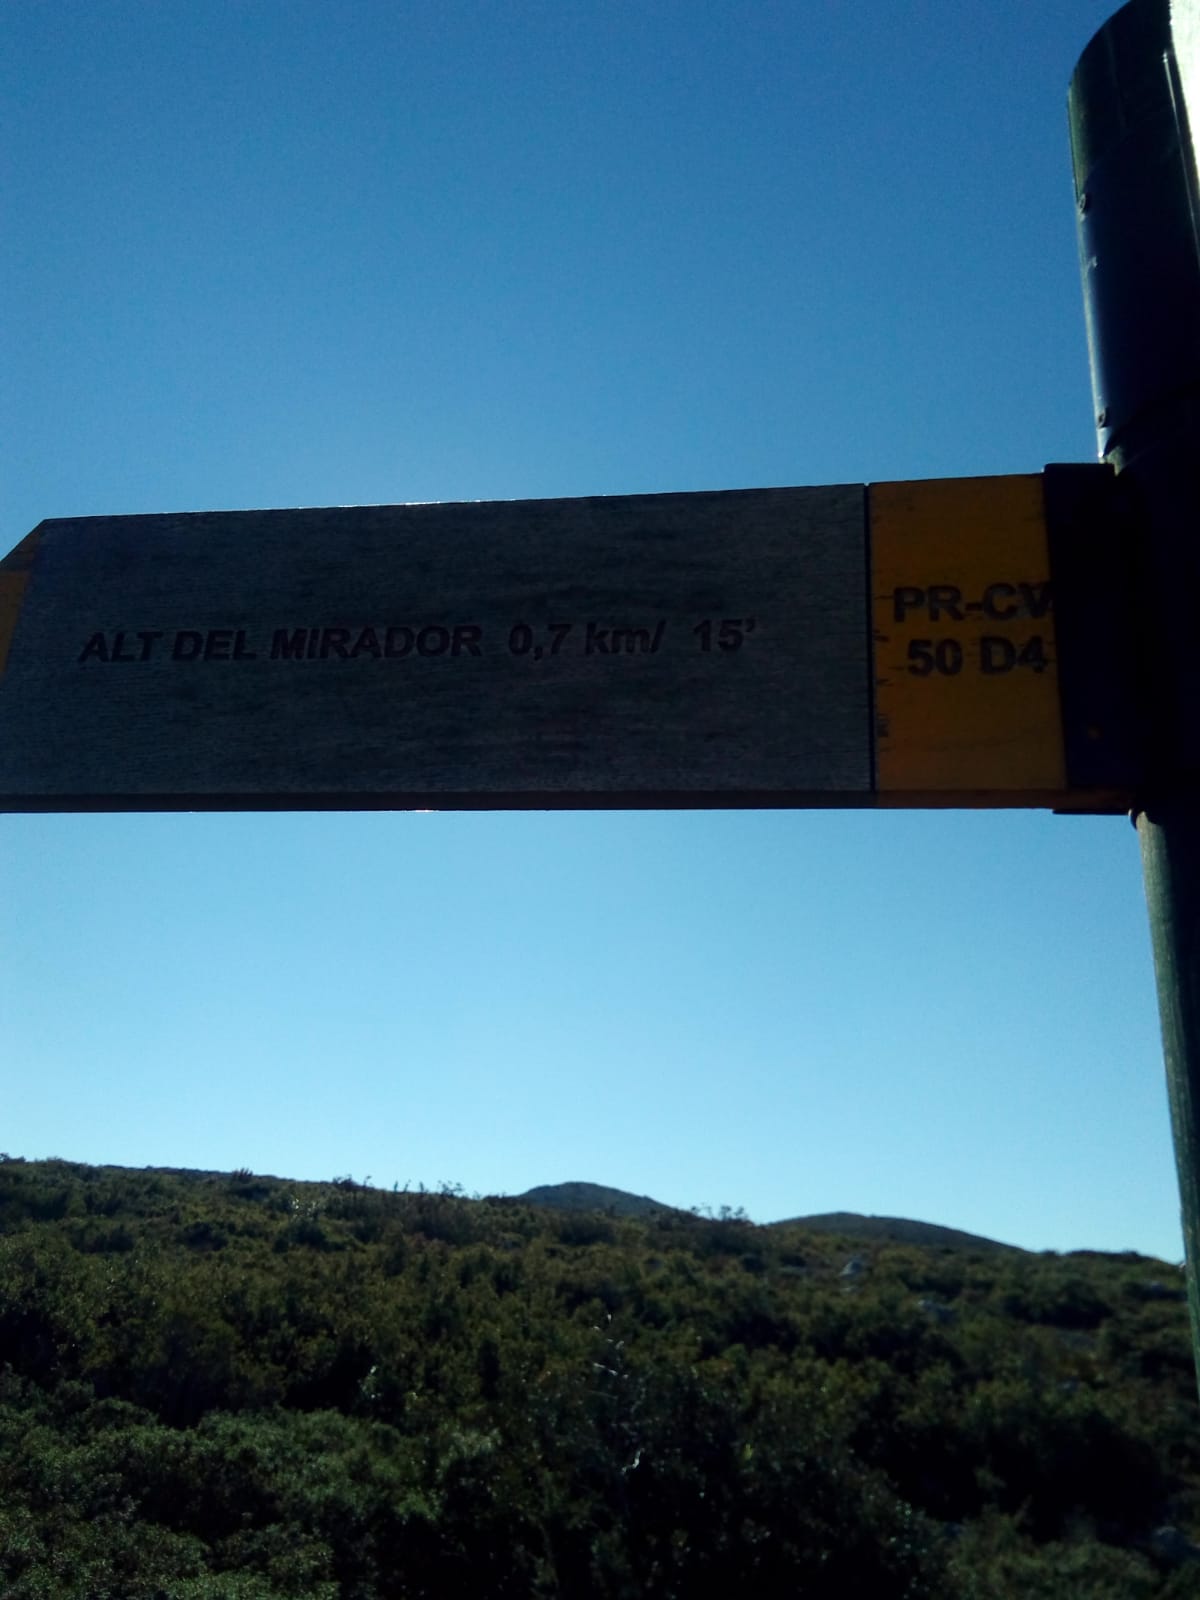 ALT DEL MIRADOR 0,7 km/ 15'
PR-CV
50 D4